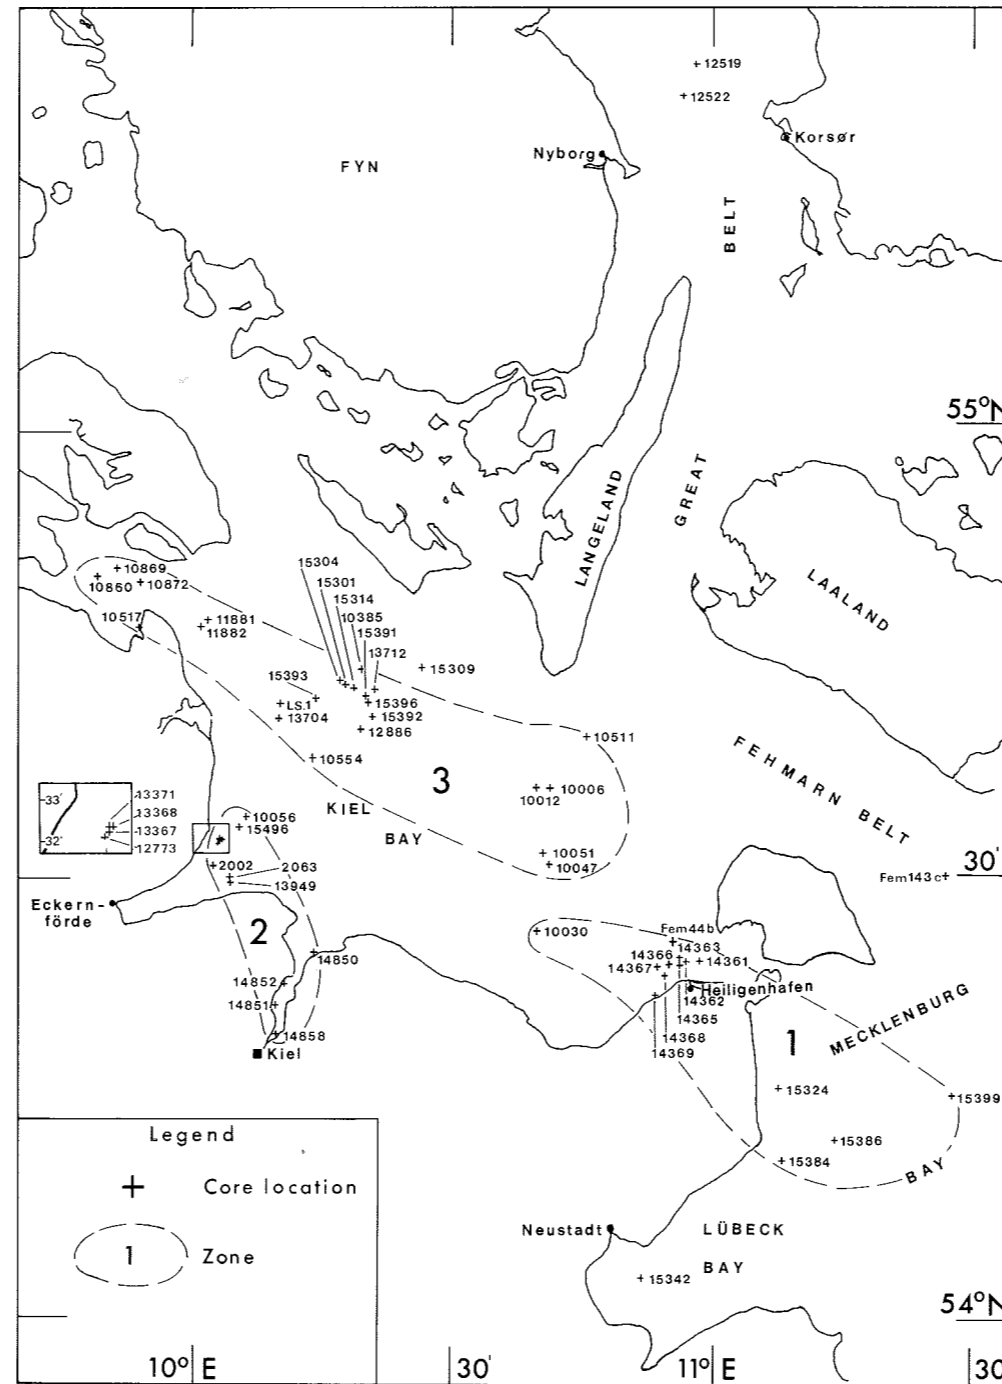 +12519
+12522
Korsør
Nyborg
FYN
BELT
55°N
GREAT
LANGELAND
LAALAND
15304
15301
15314
10385
15391
13712
+10869
10860
+10872
10517
+11881
11882
+15309
15393
+LS.1
+13704
+15396
+15392
12886
+10511
10554
3
FEHMARN BELT
10012
+10006
KIEL
BAY
33'
32'
13371
13368
13367
12773
+10056
15496
+10051
+10047
30'
Fem143c+
+2002
2063
13949
Eckern-
förde
2
+10030
Fem44b
14363
14366
14367
+14361
Heiligenhafen
14362
14365
14368
14369
14850
14852
14851
14858
Kiel
1
MECKLENBURG
+15324
15399
+15386
+15384
BAY
Legend
+ Core location
1 Zone
Neustadt
LÜBECK
BAY
+15342
54°N
10° E
30'
11° E
30